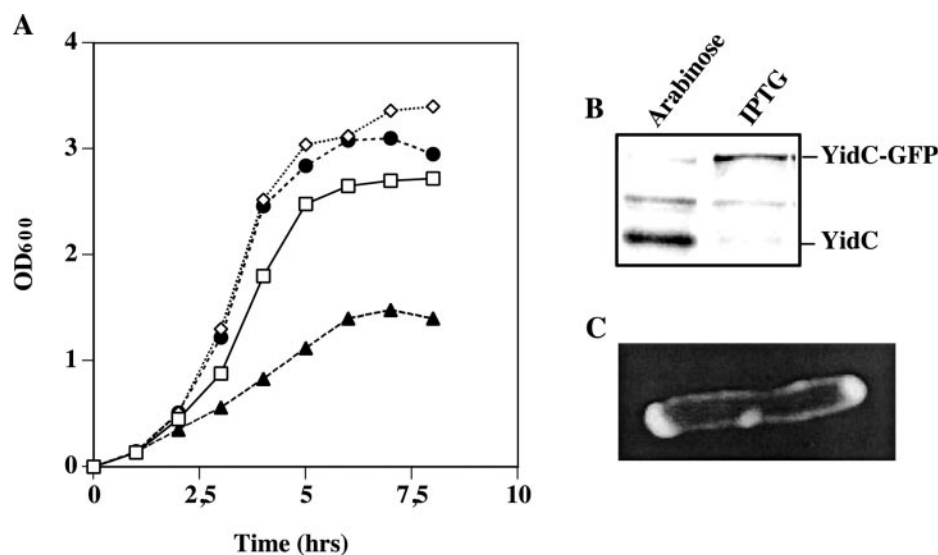 A
4
3
2
1
0
OD600
0
2,5
5
7,5
10
Time (hrs)
B
Arabinose
IPTG
YidC-GFP
YidC
C